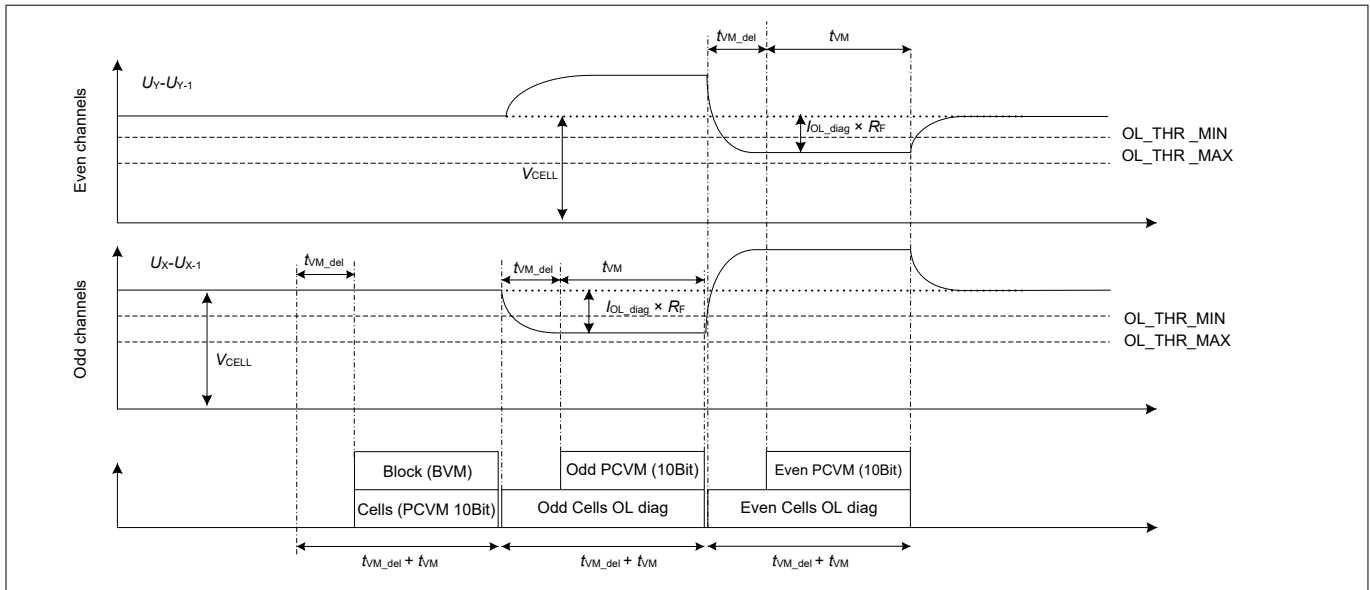 tVM_del
tVM
Even channels
UY-UY-1
IOL_diag × RF
OL_THR _MIN
OL_THR _MAX
VCELL
Odd channels
UX-UX-1
tVM_del
tVM_del
tVM
IOL_diag × RF
OL_THR_MIN
OL_THR_MAX
VCELL
Block (BVM)
Odd PCVM (10Bit)
Even PCVM (10Bit)
Cells (PCVM 10Bit)
Odd Cells OL diag
Even Cells OL diag
tVM_del + tVM
tVM_del + tVM
tVM_del + tVM